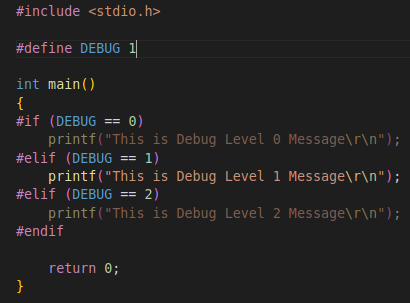 #include <stdio.h>
#define DEBUG 1
int main()
{
#if (DEBUG == 0)
    printf("This is Debug Level 0 Message\r\n");
#elif (DEBUG == 1)
    printf("This is Debug Level 1 Message\r\n");
#elif (DEBUG == 2)
    printf("This is Debug Level 2 Message\r\n");
#endif
    return 0;
}